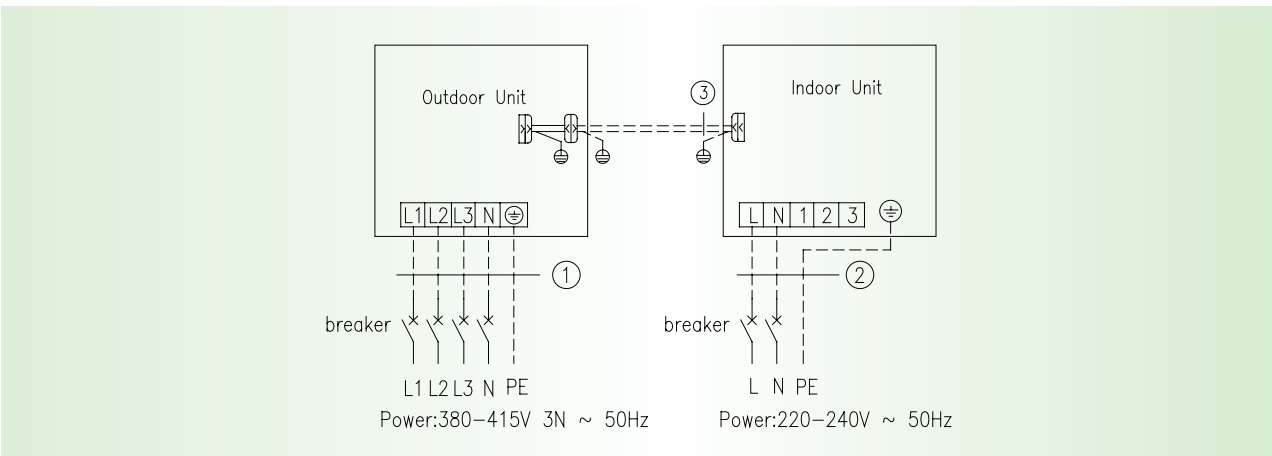 Outdoor Unit
③
Indoor Unit
L1 L2 L3 N
L N 1 2 3
①
②
breaker
breaker
L1 L2 L3 N PE
L N PE
Power:380-415V 3N ~ 50Hz
Power:220-240V ~ 50Hz